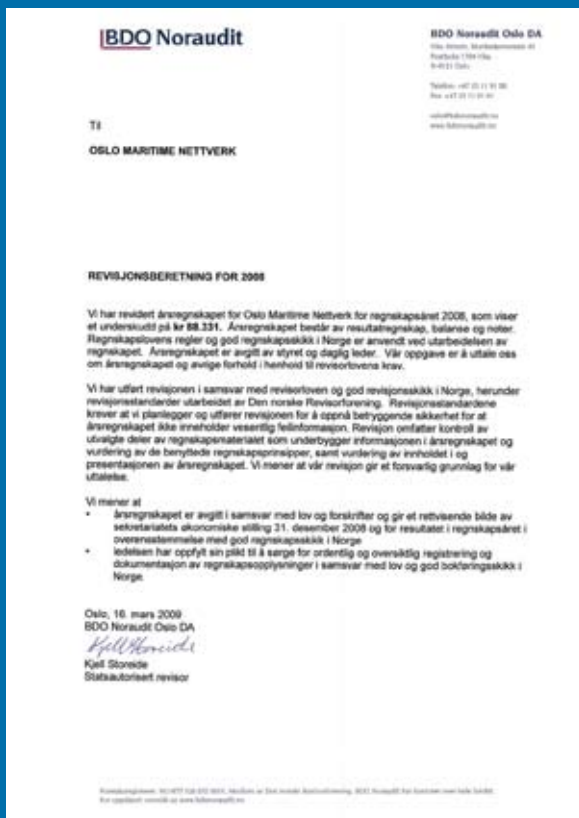 BDO Noraudit
BDO Noraudit Oslo DA
Til
OSLO MARITIME NETTVERK
REVISJONSBERETNING FOR 2008
Vi har revidert årsregnskapet for Oslo Maritime Nettverk for regnskapsåret 2008, som viser
et underskudd på kr 88.331. Årsregnskapet består av resultatregnskap, balanse og noter.
Regnskapslovens regler og god regnskapsskikk i Norge er anvendt ved utarbeidelsen av
regnskapet. Årsregnskapet er avgitt av styret og daglig leder. Vår oppgave er å uttale oss
om årsregnskapet og øvrige forhold i henhold til revisorlovens krav.
Vi har utført revisjonen i samsvar med revisorloven og god revisjonsskikk i Norge, herunder
revisjonsstandarder utarbeidet av Den norske Revisorforening. Revisjonsstandardene
krever at vi planlegger og utfører revisjonen for å oppnå betryggende sikkerhet for at
årsregnskapet ikke inneholder vesentlig feilinformasjon. Revisjon omfatter kontroll av
utvalgte deler av regnskapsmaterialet som underbygger informasjonen i årsregnskapet og
vurdering av de benyttede regnskapsprinsipper, samt vurdering av innholdet i og
presentasjonen av årsregnskapet. Vi mener at vår revisjon gir et forsvarlig grunnlag for vår
uttalelse.
Vi mener at
• årsregnskapet er avgitt i samsvar med lov og forskrifter og gir et rettvisende bilde av
sekretariatets økonomiske stilling 31. desember 2008 og for resultatet i regnskapsåret i
overensstemmelse med god regnskapsskikk i Norge
• ledelsen har oppfylt sin plikt til å sørge for ordentlig og oversiktlig registrering og
dokumentasjon av regnskapsopplysninger i samsvar med lov og god bokføringsskikk i
Norge.
Oslo, 16. mars 2009
BDO Noraudit Oslo DA
Kjell Storeide
Kjell Storeide
Statsautorisert revisor